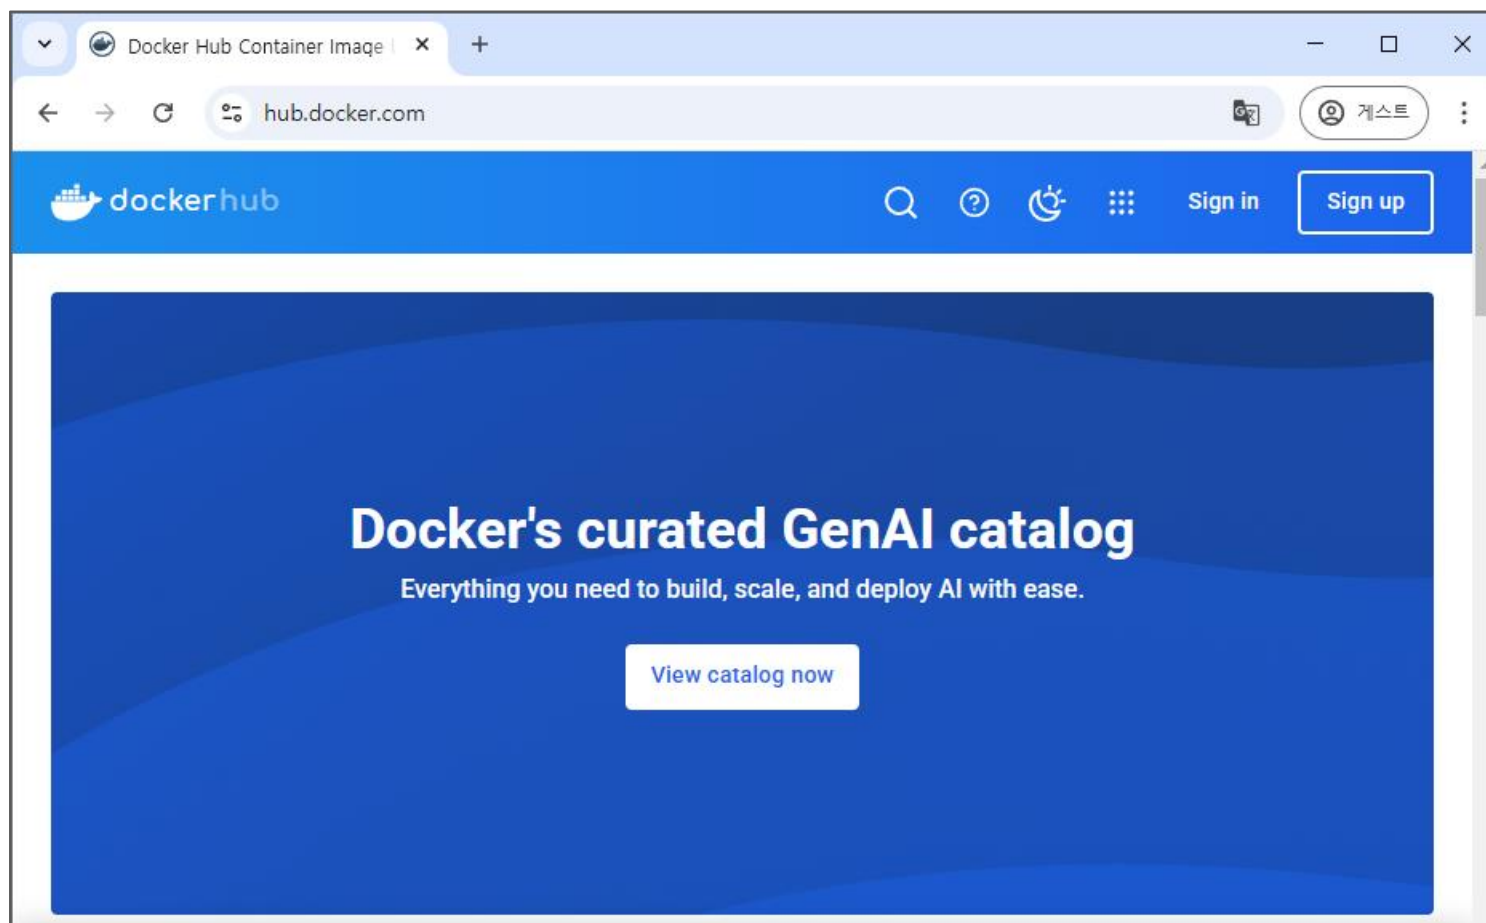 Docker Hub Container Image
hub.docker.com
게스트
dockerhub
Sign in
Sign up
Docker's curated GenAI catalog
Everything you need to build, scale, and deploy AI with ease.
View catalog now